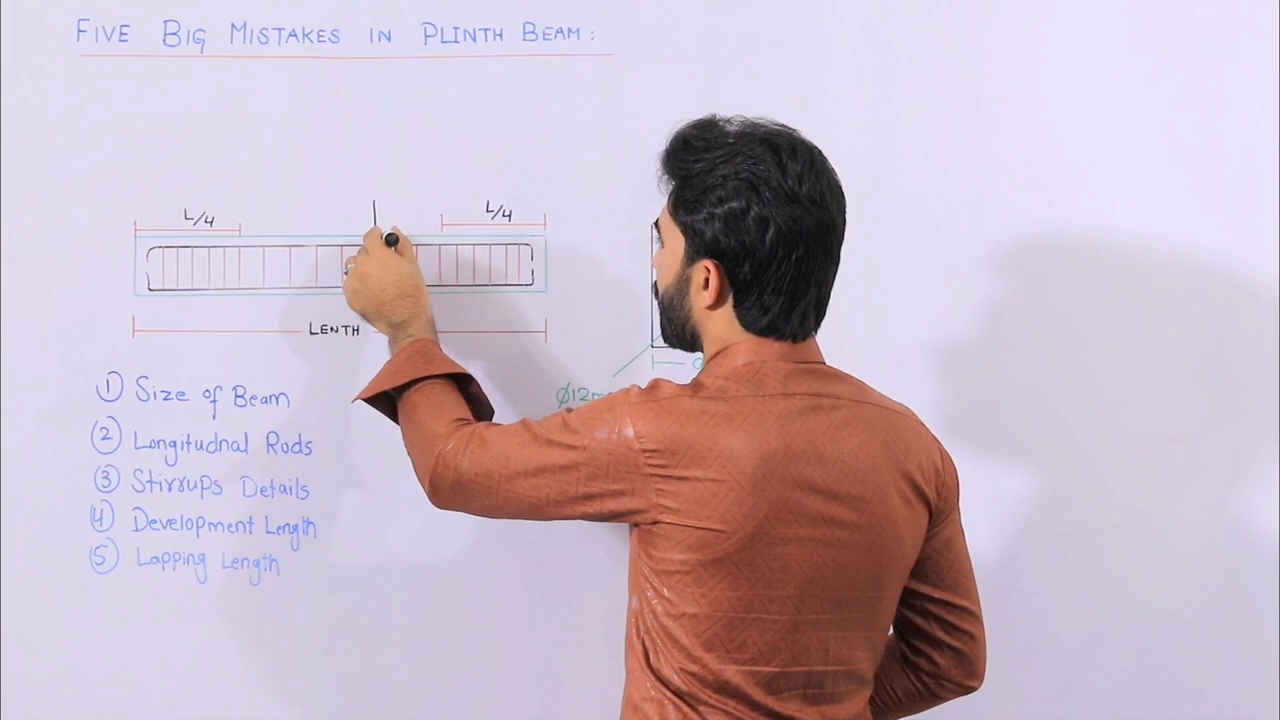 FIVE BIG MISTAKES IN PLINTH BEAM:
L/4 L/4
LENTH
① Size of Beam
② Longitudnal Rods
③ Stirrups Details
④ Development Length
⑤ Lapping Length